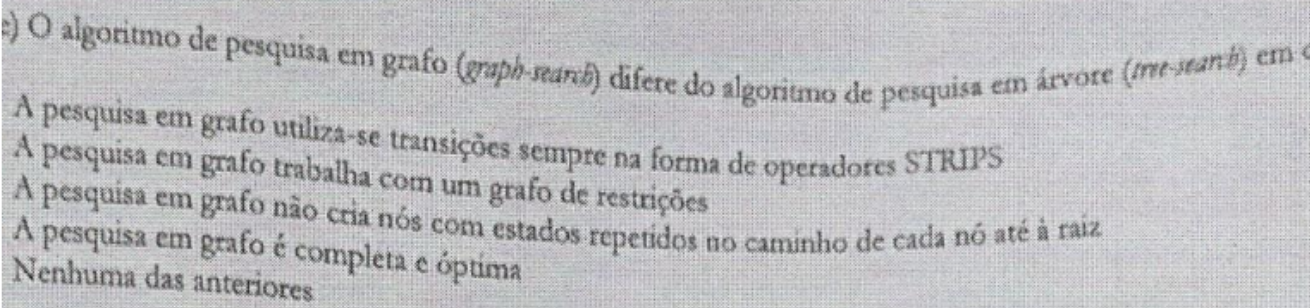 c) O algoritmo de pesquisa em grafo (graph-search) difere do algoritmo de pesquisa em árvore (tree-search) em
A pesquisa em grafo utiliza-se transições sempre na forma de operadores STRIPS
A pesquisa em grafo trabalha com um grafo de restrições
A pesquisa em grafo não cria nós com estados repetidos no caminho de cada nó até à raiz
A pesquisa em grafo é completa e óptima
Nenhuma das anteriores